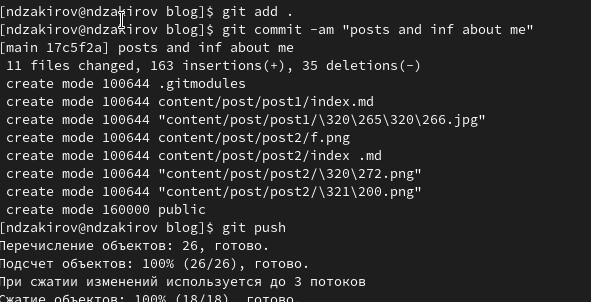 [ndzakirov@ndzakirov blog]$ git add .
[ndzakirov@ndzakirov blog]$ git commit -am "posts and inf about me"
[main 17c5f2a] posts and inf about me
 11 files changed, 163 insertions(+), 35 deletions(-)
 create mode 100644 .gitmodules
 create mode 100644 content/post/post1/index.md
 create mode 100644 "content/post/post1/\320\265\320\266.jpg"
 create mode 100644 content/post/post2/f.png
 create mode 100644 content/post/post2/index .md
 create mode 100644 "content/post/post2/\320\272.png"
 create mode 100644 "content/post/post2/\321\200.png"
 create mode 160000 public
[ndzakirov@ndzakirov blog]$ git push
Перечисление объектов: 26, готово.
Подсчет объектов: 100% (26/26), готово.
При сжатии изменений используется до 3 потоков
Сжатие объектов: 100% (18/18), готово